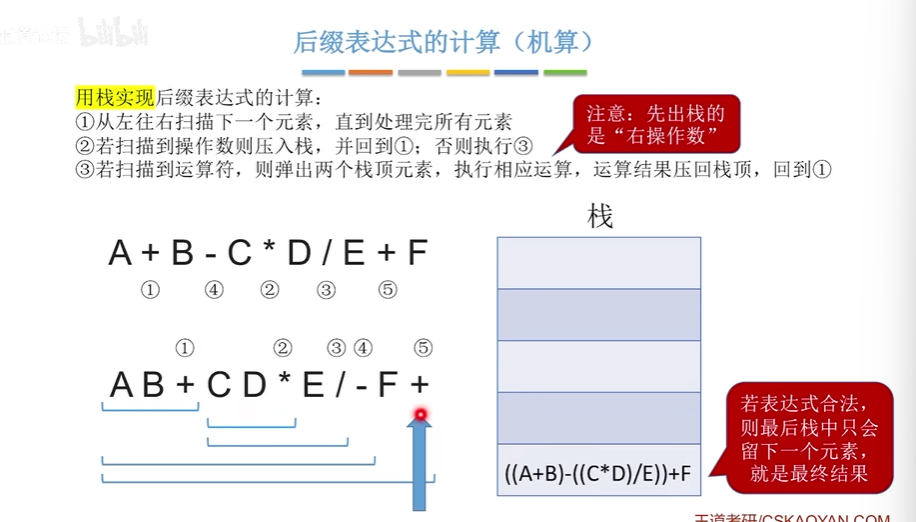 bilibili
后缀表达式的计算（机算）
用栈实现后缀表达式的计算：
①从左往右扫描下一个元素，直到处理完所有元素
②若扫描到操作数则压入栈，并回到①；否则执行③
③若扫描到运算符，则弹出两个栈顶元素，执行相应运算，运算结果压回栈顶，回到①
注意：先出栈的
是“右操作数”
栈
A + B - C * D / E + F
① ④ ② ③ ⑤
① ② ③ ④ ⑤
A B + C D * E / - F +
((A+B)-((C*D)/E))+F
若表达式合法，
则最后栈中只会
留下一个元素，
就是最终结果
王道考研/CSKAOYAN.COM